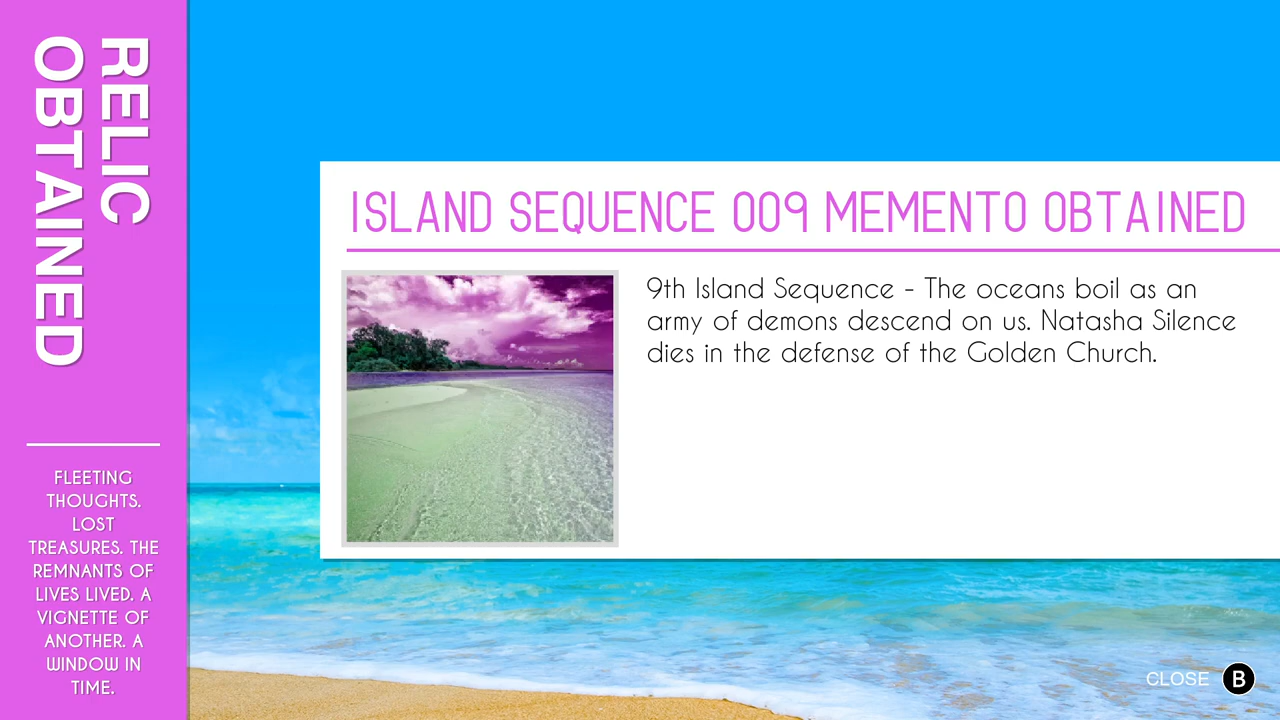 RELIC
OBTAINED
FLEETING
THOUGHTS.
LOST
TREASURES. THE
REMNANTS OF
LIVES LIVED. A
VIGNETTE OF
ANOTHER. A
WINDOW IN
TIME.
ISLAND SEQUENCE 009 MEMENTO OBTAINED
9th Island Sequence - The oceans boil as an
army of demons descend on us. Natasha Silence
dies in the defense of the Golden Church.
CLOSE B